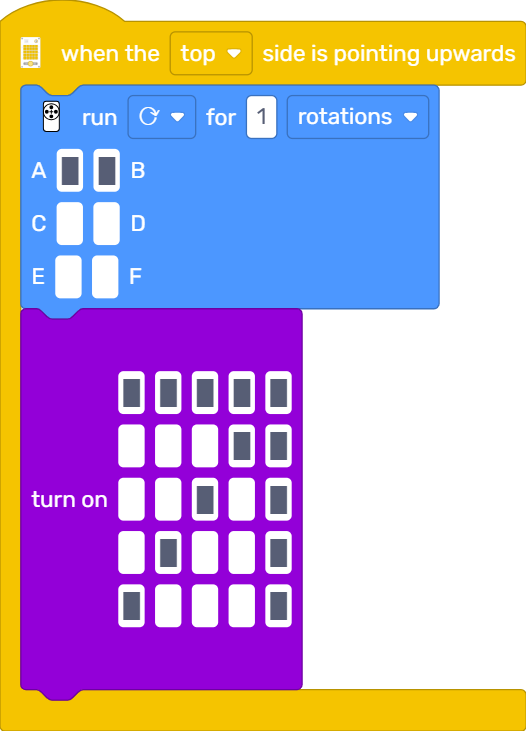 when the top side is pointing upwards
run for 1 rotations
A B
C D
E F
turn on